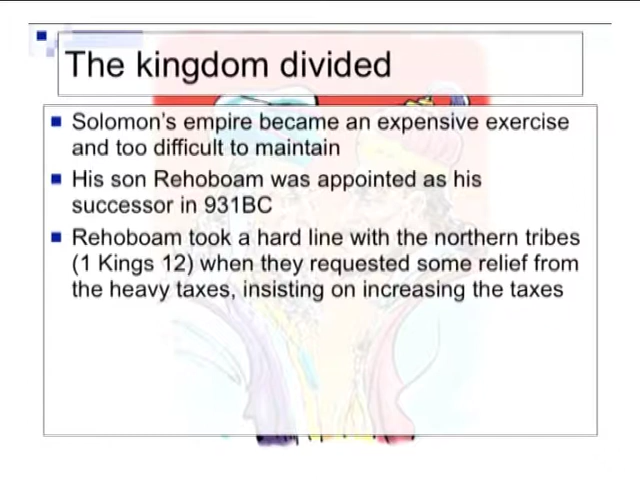 The kingdom divided
Solomon's empire became an expensive exercise
and too difficult to maintain
His son Rehoboam was appointed as his
successor in 931BC
Rehoboam took a hard line with the northern tribes
(1 Kings 12) when they requested some relief from
the heavy taxes, insisting on increasing the taxes